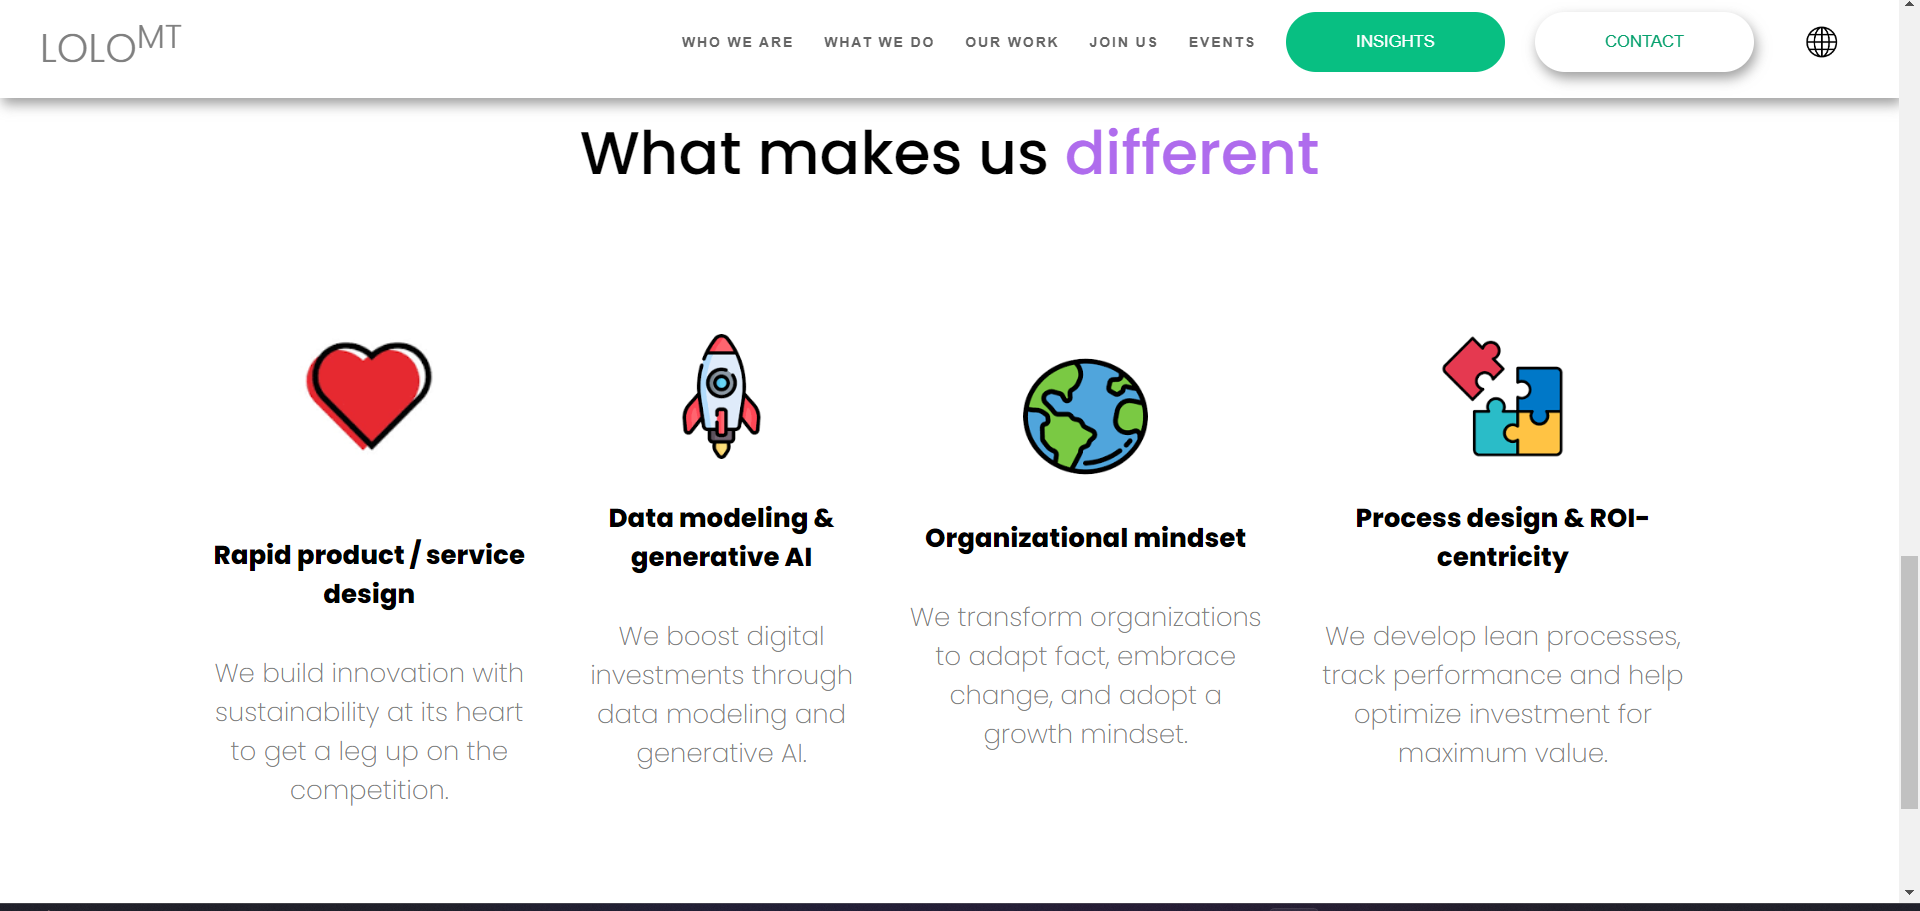 LOLOMT
WHO WE ARE
WHAT WE DO
OUR WORK
JOIN US
EVENTS
INSIGHTS
CONTACT
What makes us different
Rapid product / service
design
We build innovation with
sustainability at its heart
to get a leg up on the
competition.
Data modeling &
generative AI
We boost digital
investments through
data modeling and
generative AI.
Organizational mindset
We transform organizations
to adapt fact, embrace
change, and adopt a
growth mindset.
Process design & ROI-
centricity
We develop lean processes,
track performance and help
optimize investment for
maximum value.